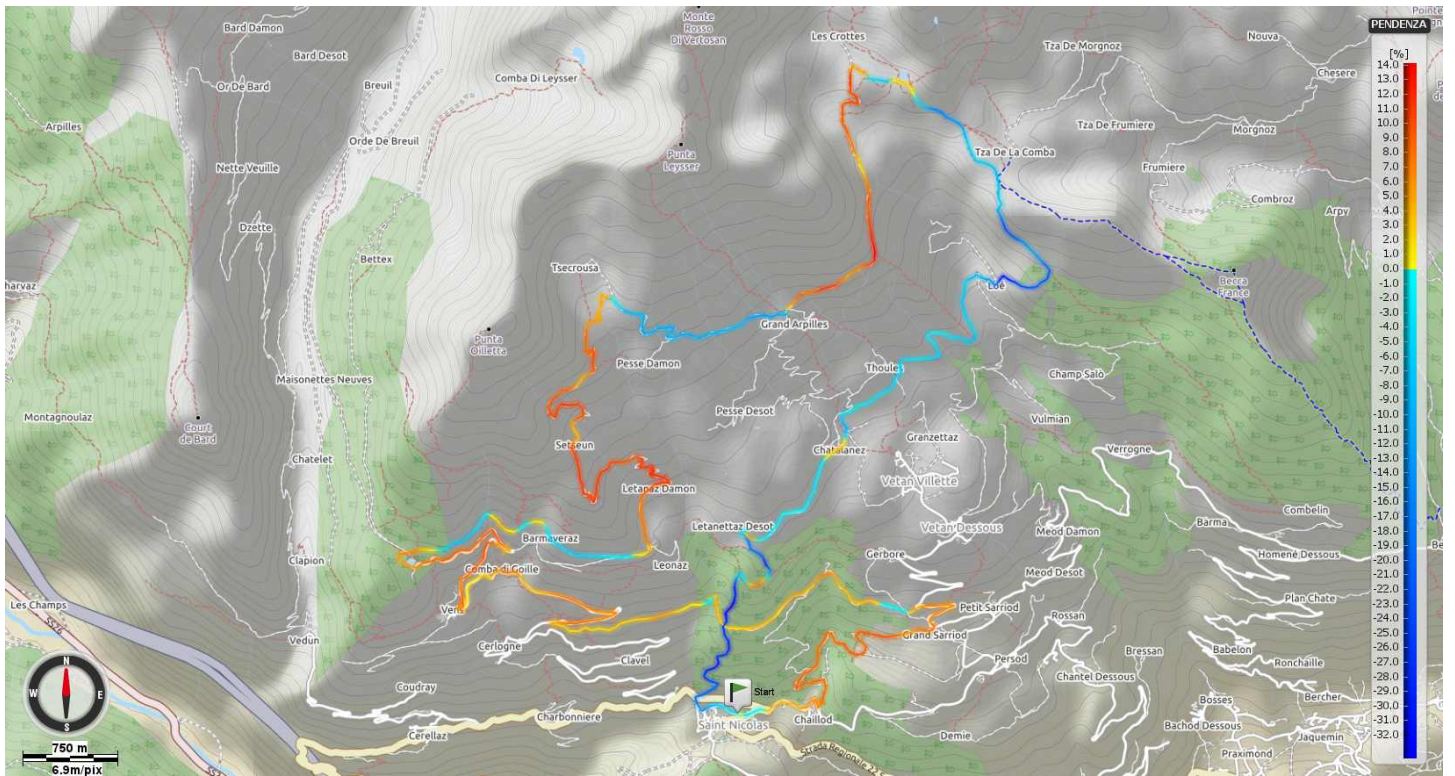 Monte
Rosso
Di Vertosan
Les Crottes
Bard Damon
Bard Desot
Breuil
Comba Di Leysser
Or De Bard
Arpilles
Orde De Breuil
Punta
Leysser
Nette Veuille
Dzette
Bettex
Tza De Morgnoz
Nova
Chesere
Tza De Frumiere
Morgnoz
Tza De La Comba
Frumiere
Combroz
Arpy
Becca
France
Tsecrousa
Punta
Oilletta
Grand Arpilles
Loé
Pesse Damon
Thoules
Champ Salò
Maisonettes Neuves
Montagnoulaz
Court
de Bard
Pesse Desot
Vulmian
Setseun
Chatalanez
Granzettaz
Verrogne
Chatelet
Letapaz Damon
Vetan Villette
Combelin
Letanettaz Desot
Vetan Dessous
Barma
Meod Damon
Barmaveraz
Clapion
Comba di Goille
Leonaz
Gerbore
Homené Dessous
Meod Desot
Plan Chate
Les Champs
SS26
Vens
Petit Sarriod
Rossan
Vedun
Cerlogne
Grand Sarriod
Babelon
Bressan
Clavel
Persod
Ronchaille
Chantel Dessous
Coudray
Start
Bosses
Bercher
Charbonniere
Saint Nicolas
Chaillod
Bachod Dessous
Jaquemin
Cerellaz
Demie
Praximond
Strada Regionale 22
N
W
E
S
750 m
6.9m/pix
PENDENZA
[%]
14.0
13.0
12.0
11.0
10.0
9.0
8.0
7.0
6.0
5.0
4.0
3.0
2.0
1.0
0.0
-1.0
-2.0
-3.0
-4.0
-5.0
-6.0
-7.0
-8.0
-9.0
-10.0
-11.0
-12.0
-13.0
-14.0
-15.0
-16.0
-17.0
-18.0
-19.0
-20.0
-21.0
-22.0
-23.0
-24.0
-25.0
-26.0
-27.0
-28.0
-29.0
-30.0
-31.0
-32.0